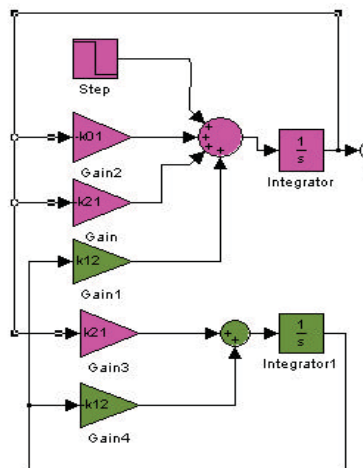 Step
+
+
+
+
-k01
Gain2
1
s
Integrator
k21
Gain
k12
Gain1
k21
Gain3
+
+
1
s
Integrator1
k12
Gain4